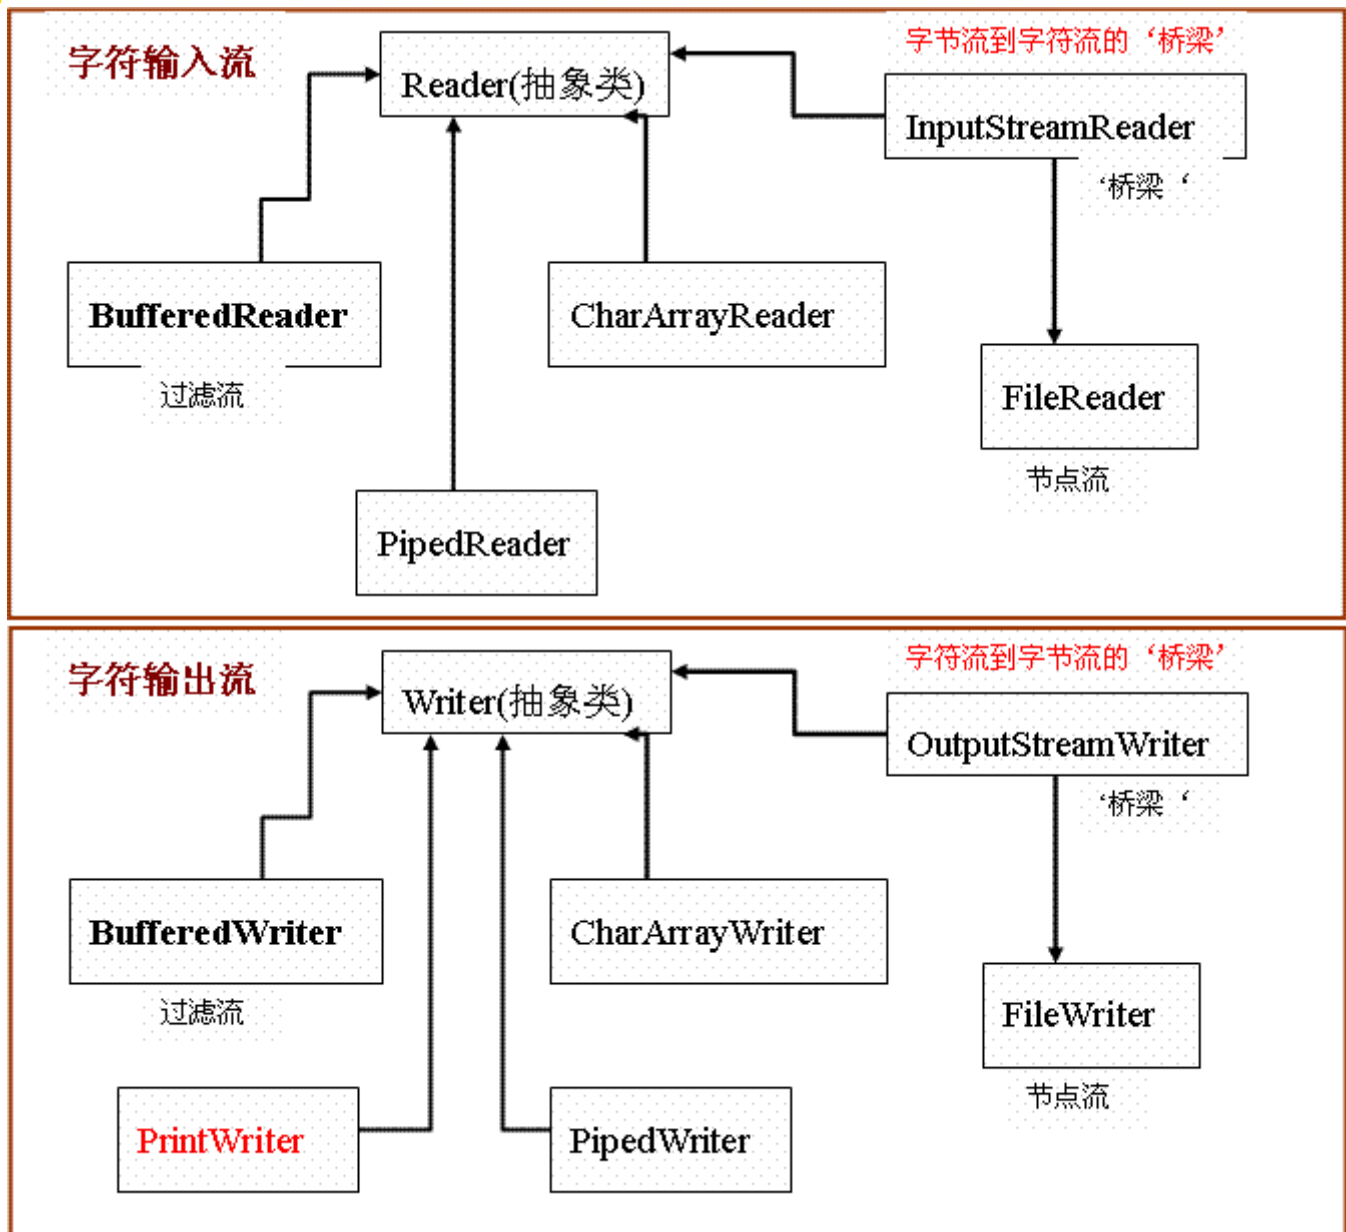 字符输入流
Reader(抽象类)
字节流到字符流的‘桥梁’
InputStreamReader
‘桥梁 ‘
BufferedReader
过滤流
CharArrayReader
FileReader
节点流
PipedReader
字符输出流
Writer(抽象类)
字符流到字节流的‘桥梁’
OutputStreamWriter
‘桥梁 ‘
BufferedWriter
过滤流
CharArrayWriter
FileWriter
节点流
PrintWriter
PipedWriter